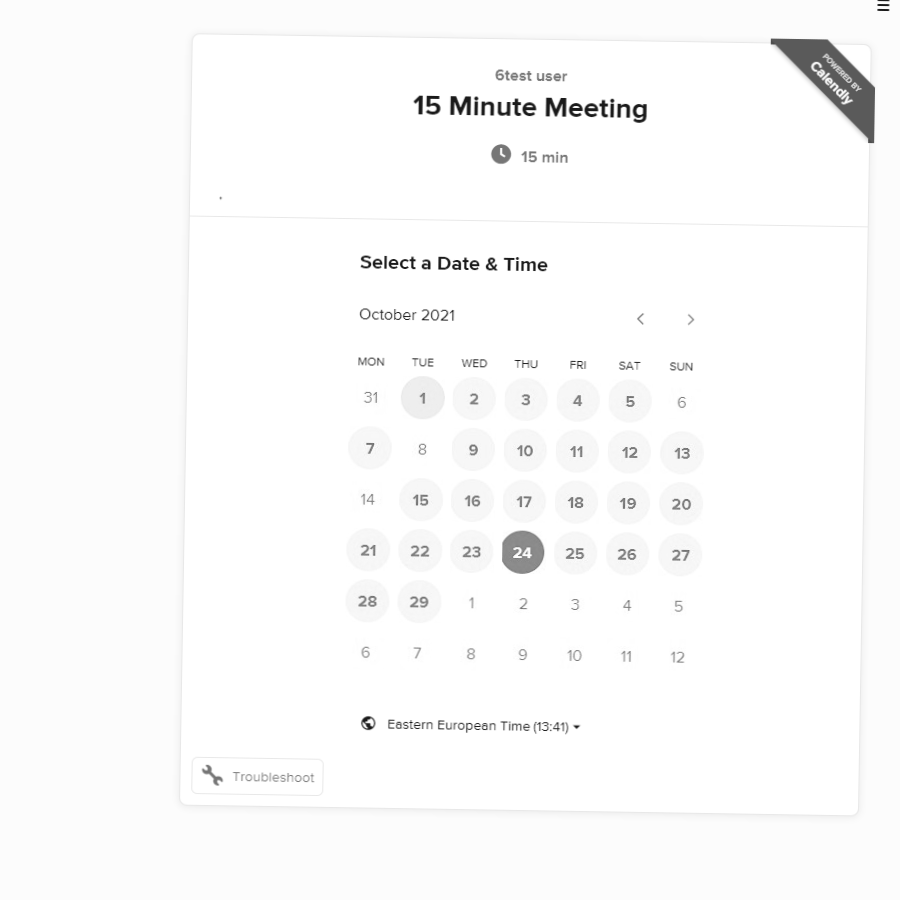 6test user
15 Minute Meeting
15 min
POWERED BY
Calendly
.
Select a Date & Time
October 2021
MON TUE WED THU FRI SAT SUN
31 1 2 3 4 5 6
7 8 9 10 11 12 13
14 15 16 17 18 19 20
21 22 23 24 25 26 27
28 29 1 2 3 4 5
6 7 8 9 10 11 12
Eastern European Time (13:41)
Troubleshoot